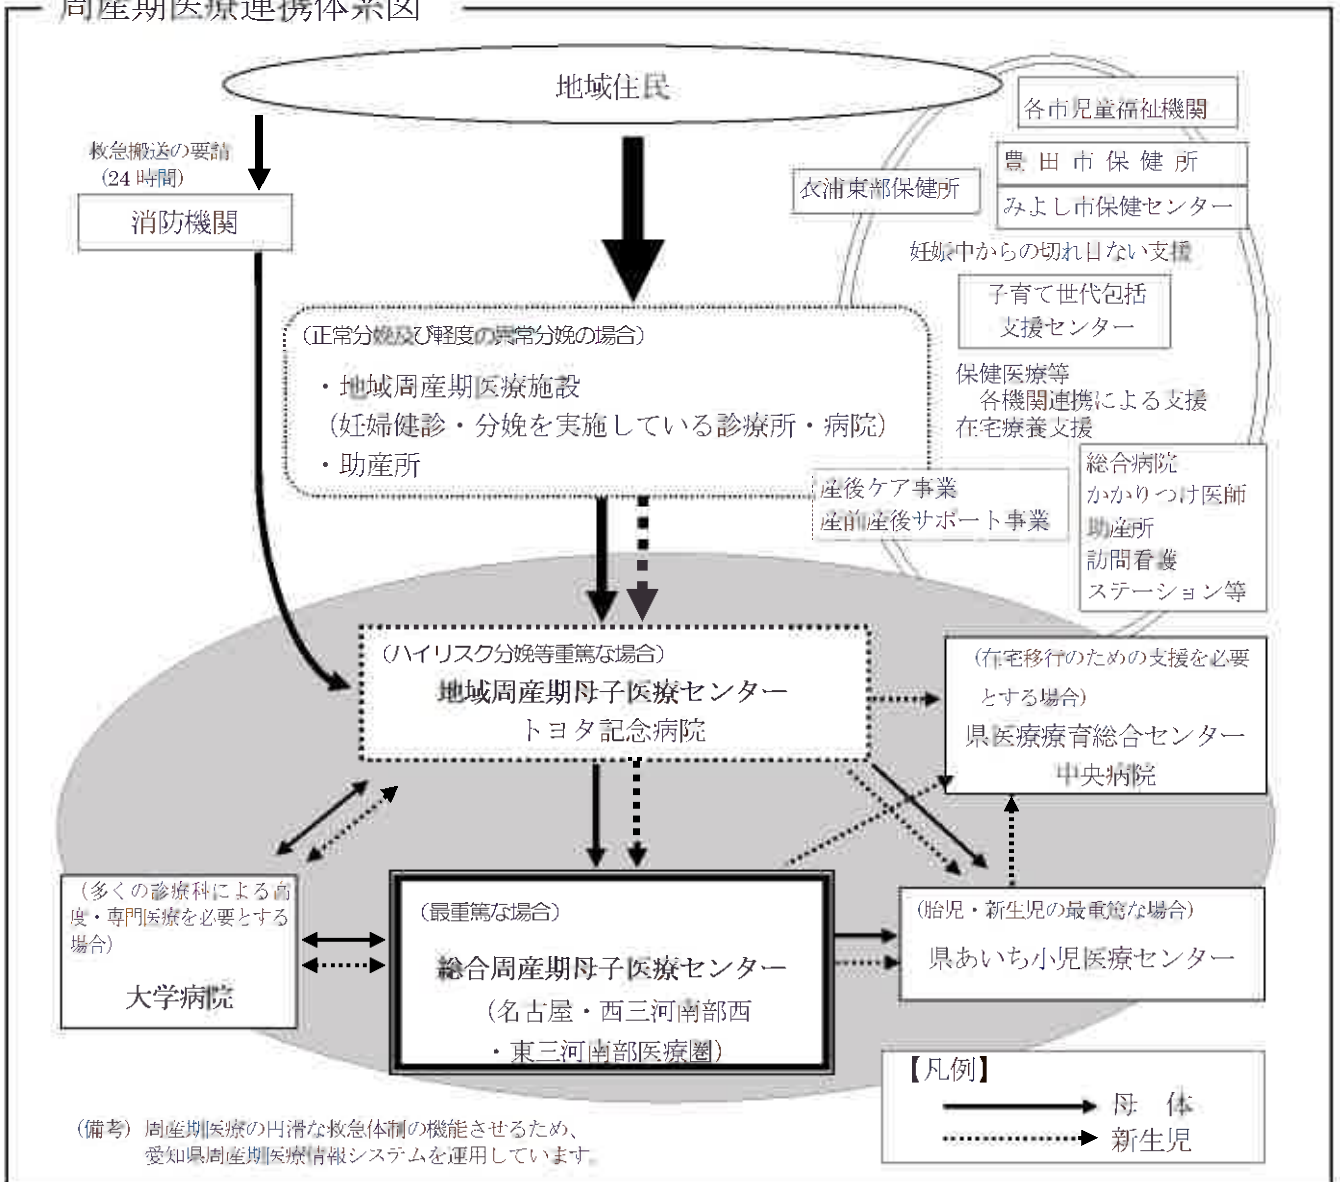 周産期医療連携体系図
地域住民
救急搬送の要請
(24時間)
消防機関
各市児童福祉機関
豊田市保健所
衣浦東部保健所
みよし市保健センター
妊娠中からの切れ目ない支援
子育て世代包括
支援センター
保健医療等
各機関連携による支援
在宅療養支援
総合病院
かかりつけ医師
助産所
訪問看護
ステーション等
産後ケア事業
産前産後サポート事業
(正常分娩及び軽度の異常分娩の場合)
・地域周産期医療施設
(妊婦健診・分娩を実施している診療所・病院)
・助産所
(ハイリスク分娩等重篤な場合)
地域周産期母子医療センター
トヨタ記念病院
(在宅移行のための支援を必要
とする場合)
県医療療育総合センター
中央病院
(多くの診療科による高
度・専門医療を必要とする
場合)
大学病院
(最重篤な場合)
総合周産期母子医療センター
(名古屋・西三河南部西
・東三河南部医療圏)
(胎児・新生児の最重篤な場合)
県あいち小児医療センター
【凡例】
母 体
新生児
(備考) 周産期医療の円滑な救急体制の機能させるため、
愛知県周産期医療情報システムを運用しています。